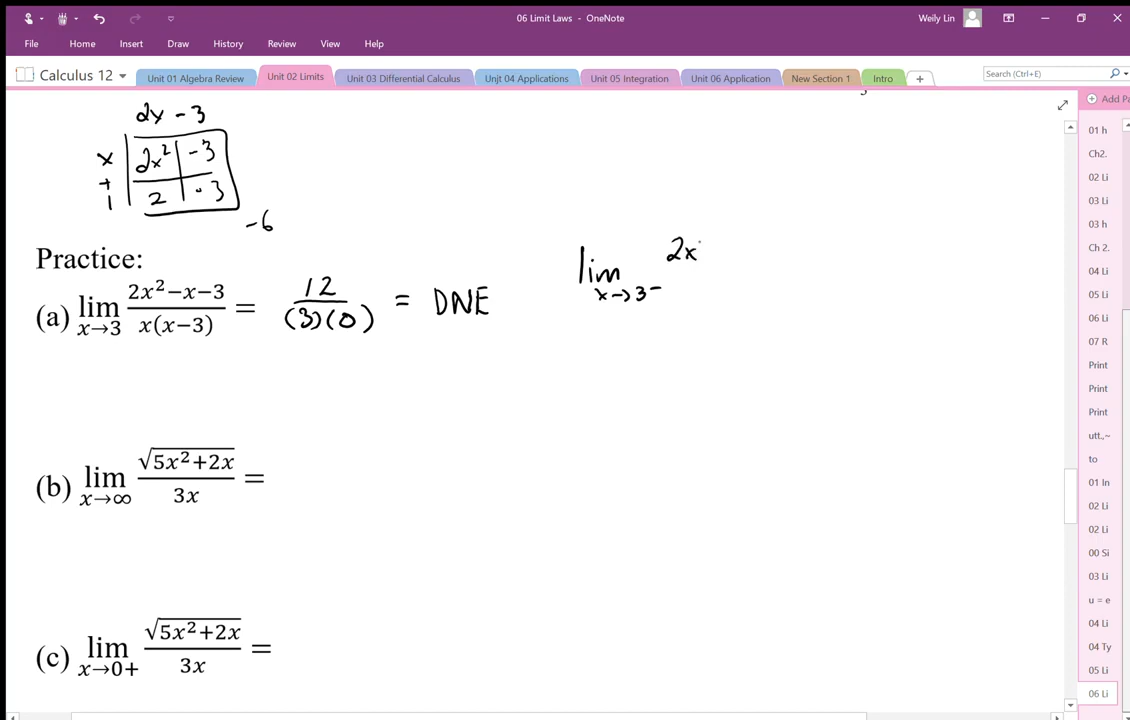 06 Limit Laws - OneNote
Weily Lin
File Home Insert Draw History Review View Help
Calculus 12
Unit 01 Algebra Review
Unit 02 Limits
Unit 03 Differential Calculus
Unit 04 Applications
Unit 05 Integration
Unit 06 Application
New Section 1
Intro
Search (Ctrl+E)
Add Pa
2x - 3
x 2x² -3
+
1 2 -3
-6
Practice:
(a) lim x→3 (2x²−x−3)/(x(x−3)) = 12/((3)(0)) = DNE
lim x→3⁻ 2x
(b) lim x→∞ √(5x²+2x)/(3x) =
(c) lim x→0+ √(5x²+2x)/(3x) =
01 h
Ch2.
02 Li
03 Li
03 h
Ch 2.
04 Li
05 Li
06 Li
07 R
Print
Print
Print
utt.,~
to
01 In
02 Li
02 Li
00 Si
03 Li
u = e
04 Li
04 Ty
05 Li
06 Li